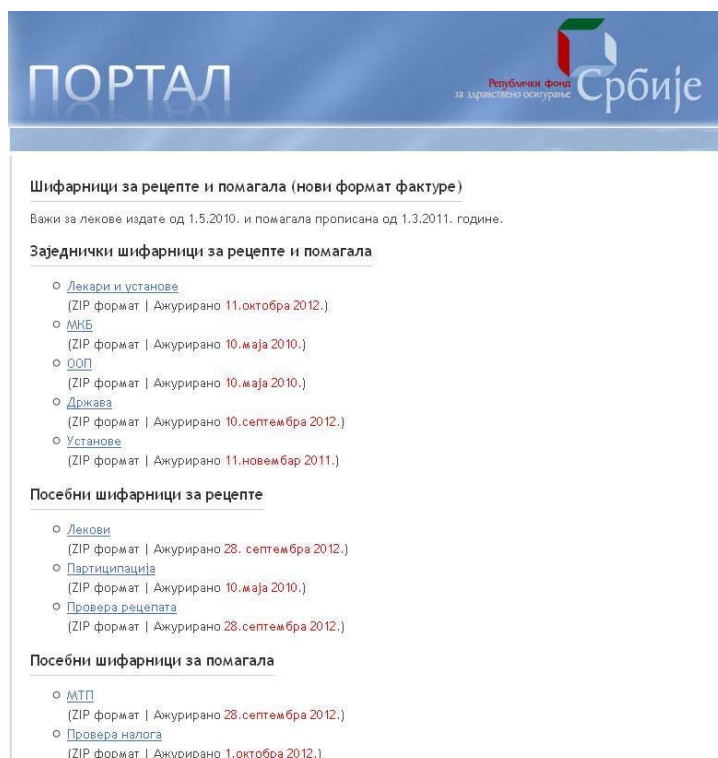 ПОРТАЛ
Републички фонд
за здравствено осигурање
Србије
Шифарници за рецепте и помагала (нови формат фактуре)
Важи за лекове издате од 1.5.2010. и помагала прописана од 1.3.2011. године.
Заједнички шифарници за рецепте и помагала
Лекари и установе
(ZIP формат | Ажурирано 11.октобра 2012.)
МКБ
(ZIP формат | Ажурирано 10.маја 2010.)
ООП
(ZIP формат | Ажурирано 10.маја 2010.)
Држава
(ZIP формат | Ажурирано 10.септембра 2012.)
Установе
(ZIP формат | Ажурирано 11.новембар 2011.)
Посебни шифарници за рецепте
Лекови
(ZIP формат | Ажурирано 28. септембра 2012.)
Партиципација
(ZIP формат | Ажурирано 10.маја 2010.)
Провера рецепата
(ZIP формат | Ажурирано 28.септембра 2012.)
Посебни шифарници за помагала
МТП
(ZIP формат | Ажурирано 28.септембра 2012.)
Провера налога
(ZIP формат | Ажурирано 1.октобра 2012.)